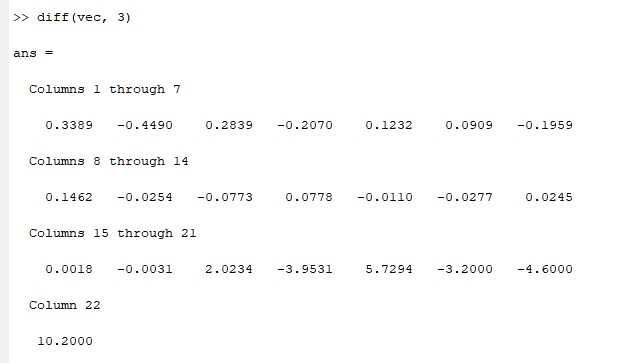 >> diff(vec, 3)
ans =
Columns 1 through 7
0.3389 -0.4490 0.2839 -0.2070 0.1232 0.0909 -0.1959
Columns 8 through 14
0.1462 -0.0254 -0.0773 0.0778 -0.0110 -0.0277 0.0245
Columns 15 through 21
0.0018 -0.0031 2.0234 -3.9531 5.7294 -3.2000 -4.6000
Column 22
10.2000